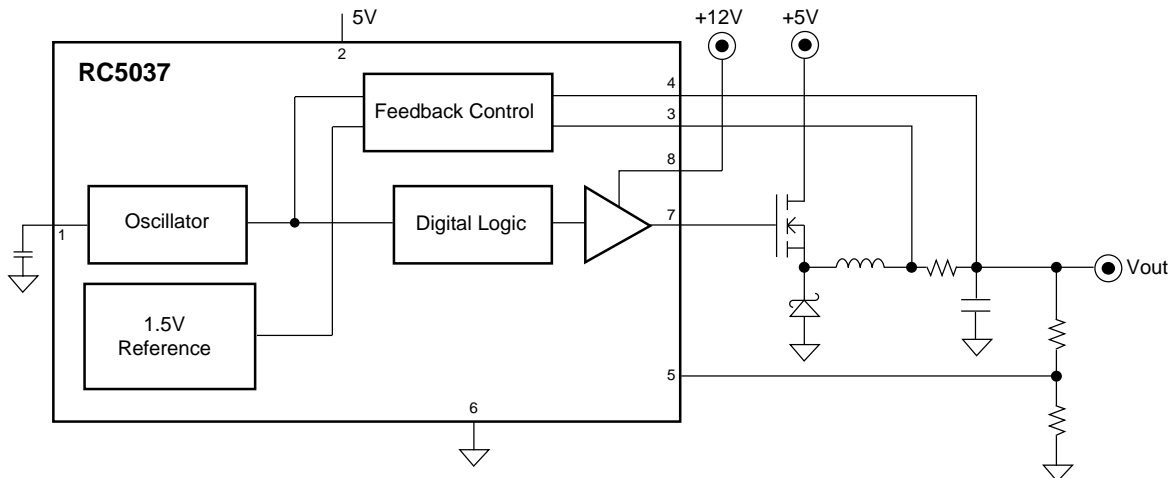 5V
+12V
+5V
2
RC5037
4
Feedback Control
3
8
Oscillator
Digital Logic
7
1
Vout
1.5V
Reference
5
6